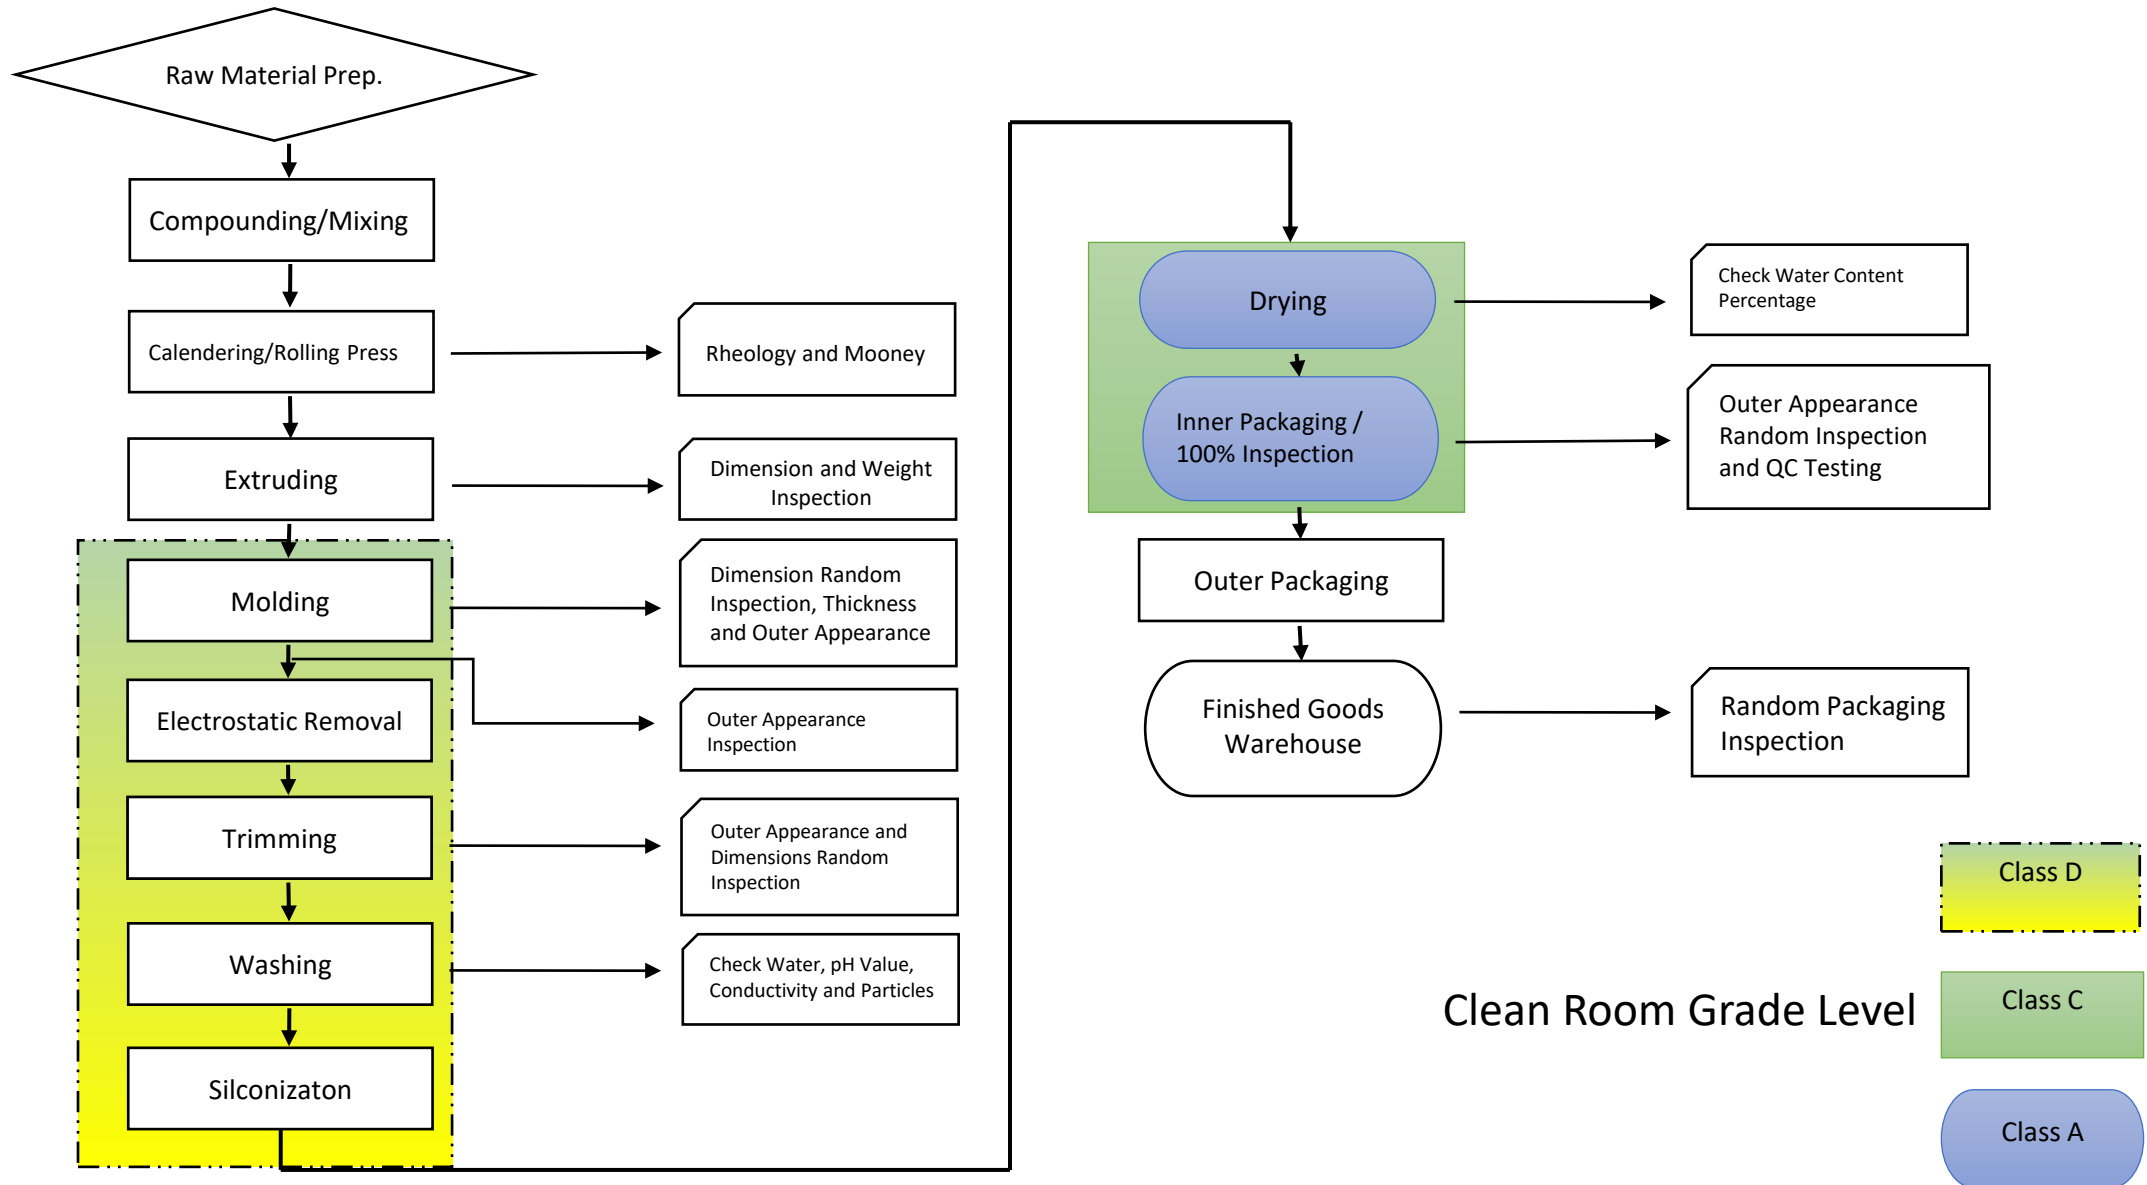 Raw Material Prep.
Compounding/Mixing
Calendering/Rolling Press
Rheology and Mooney
Extruding
Dimension and Weight
Inspection
Molding
Dimension Random
Inspection, Thickness
and Outer Appearance
Electrostatic Removal
Outer Appearance
Inspection
Trimming
Outer Appearance and
Dimensions Random
Inspection
Washing
Check Water, pH Value,
Conductivity and Particles
Silconizaton
Drying
Check Water Content
Percentage
Inner Packaging /
100% Inspection
Outer Appearance
Random Inspection
and QC Testing
Outer Packaging
Finished Goods
Warehouse
Random Packaging
Inspection
Clean Room Grade Level
Class D
Class C
Class A